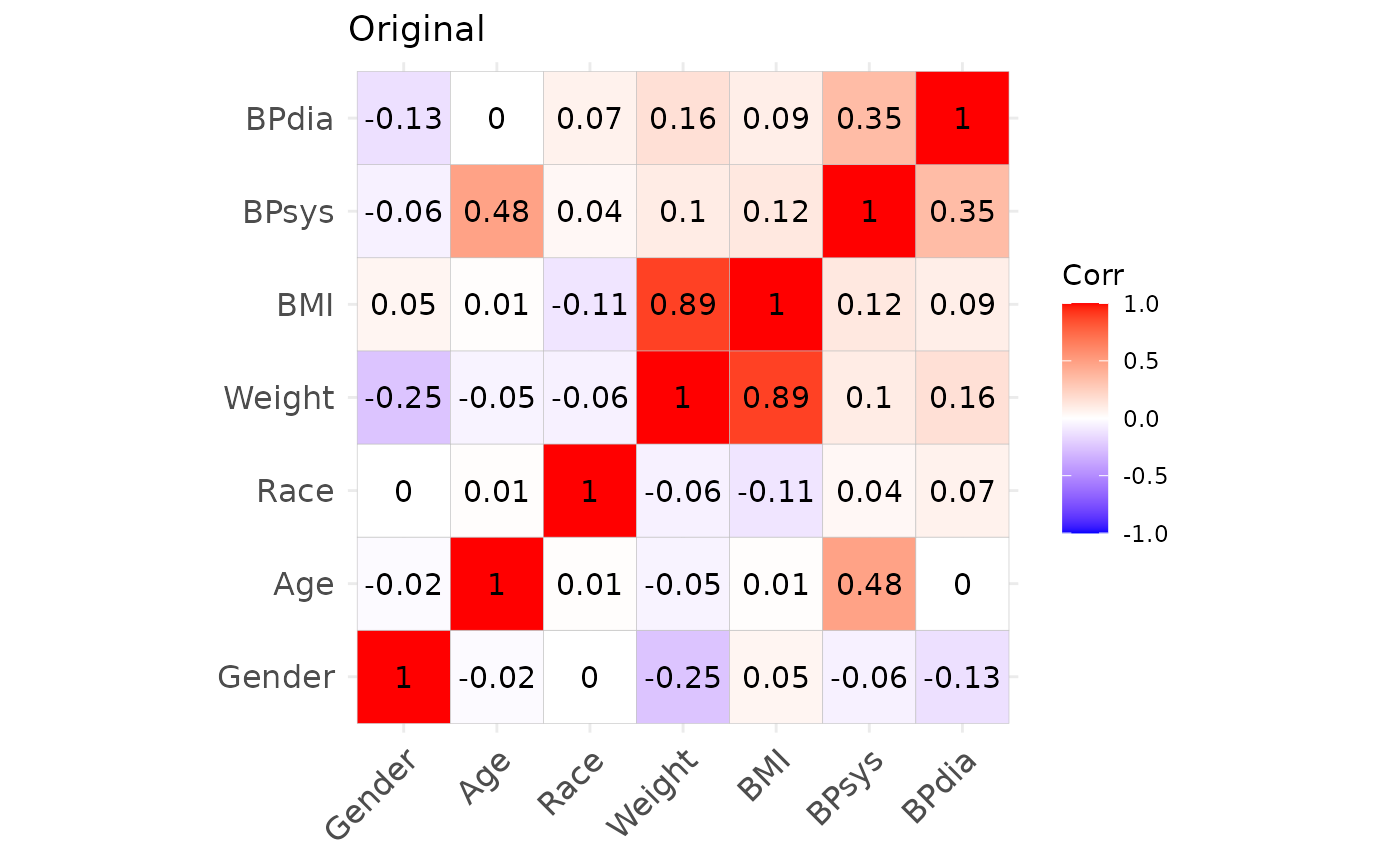 Original
BPdia -0.13 0 0.07 0.16 0.09 0.35 1
BPsys -0.06 0.48 0.04 0.1 0.12 1 0.35
BMI 0.05 0.01 -0.11 0.89 1 0.12 0.09
Weight -0.25 -0.05 -0.06 1 0.89 0.1 0.16
Race 0 0.01 1 -0.06 -0.11 0.04 0.07
Age -0.02 1 0.01 -0.05 0.01 0.48 0
Gender 1 -0.02 0 -0.25 0.05 -0.06 -0.13
Gender Age Race Weight BMI BPsys BPdia
Corr
1.0
0.5
0.0
-0.5
-1.0